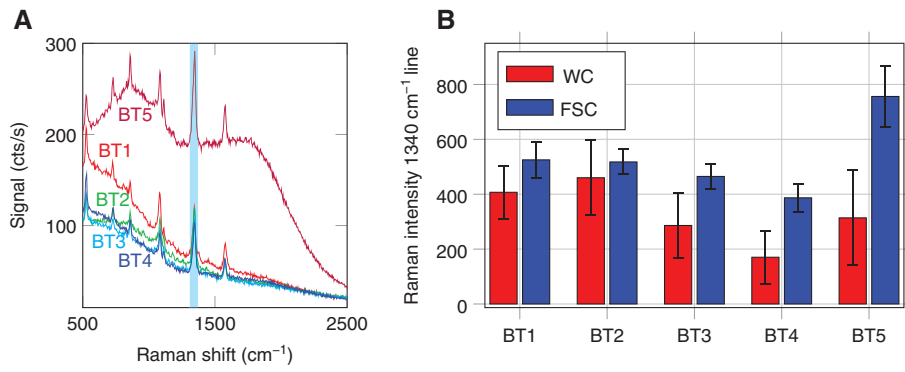 A
300
200
100
Signal (cts/s)
BT5
BT1
BT2
BT3
BT4
500
1500
2500
Raman shift (cm⁻¹)
B
Raman intensity 1340 cm⁻¹ line
800
600
400
200
0
WC
FSC
BT1
BT2
BT3
BT4
BT5